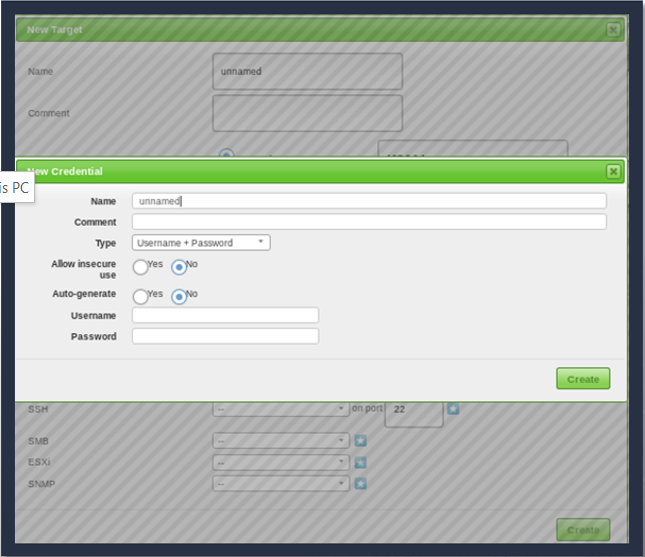 New Target
Name unnamed
Comment
is PC
New Credential
Name unnamed
Comment
Type Username + Password
Allow insecure use Yes No
Auto-generate Yes No
Username
Password
Create
SSH -- on port 22
SMB --
ESXi --
SNMP --
Create